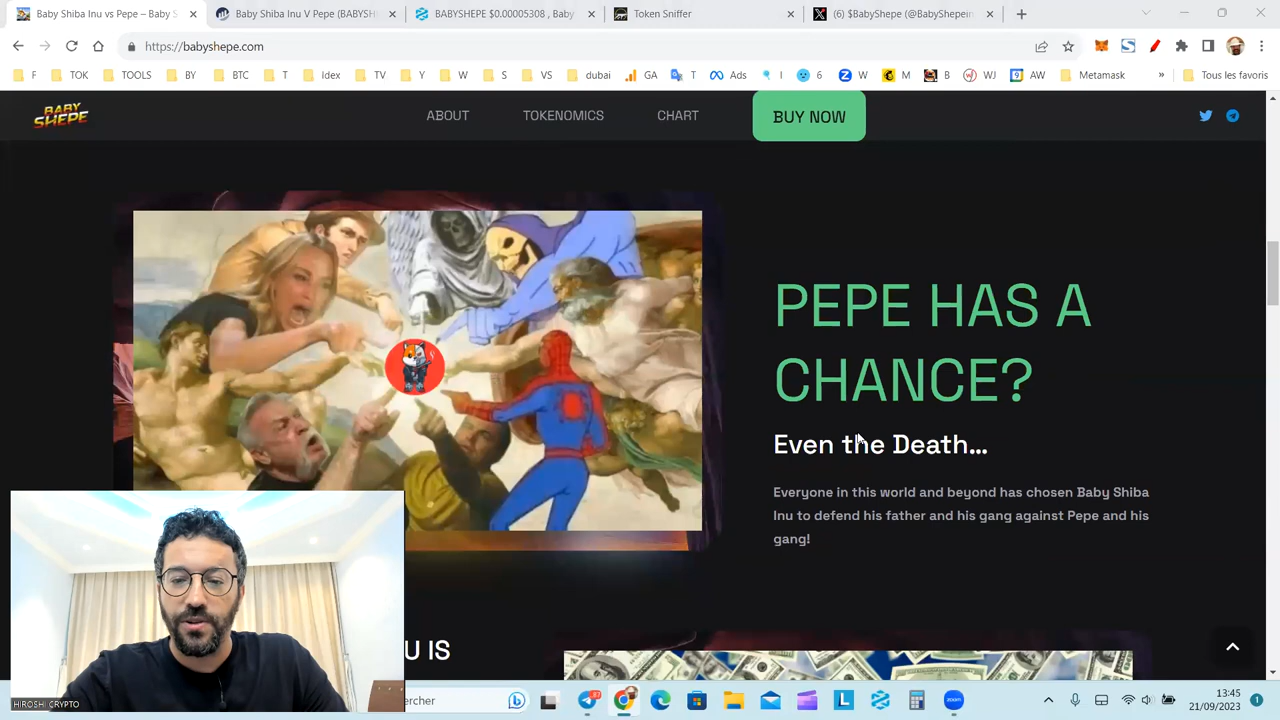 Baby Shiba Inu vs Pepe – Baby S
Baby Shiba Inu V Pepe (BABYSH
BABYSHEPE $0.00005308 , Baby
Token Sniffer
(6) $BabyShepe (@BabyShepein
https://babyshepe.com
F
TOK
TOOLS
BY
BTC
T
Idex
TV
Y
W
S
VS
dubai
GA
T
Ads
I
6
W
M
B
WJ
AW
Metamask
»
Tous les favoris
BABY
SHEPE
ABOUT
TOKENOMICS
CHART
BUY NOW
PEPE HAS A
CHANCE?
Even the Death...
Everyone in this world and beyond has chosen Baby Shiba
Inu to defend his father and his gang against Pepe and his
gang!
U IS
HIROSHI CRYPTO
ercher
L
zoom
13:45
21/09/2023
1